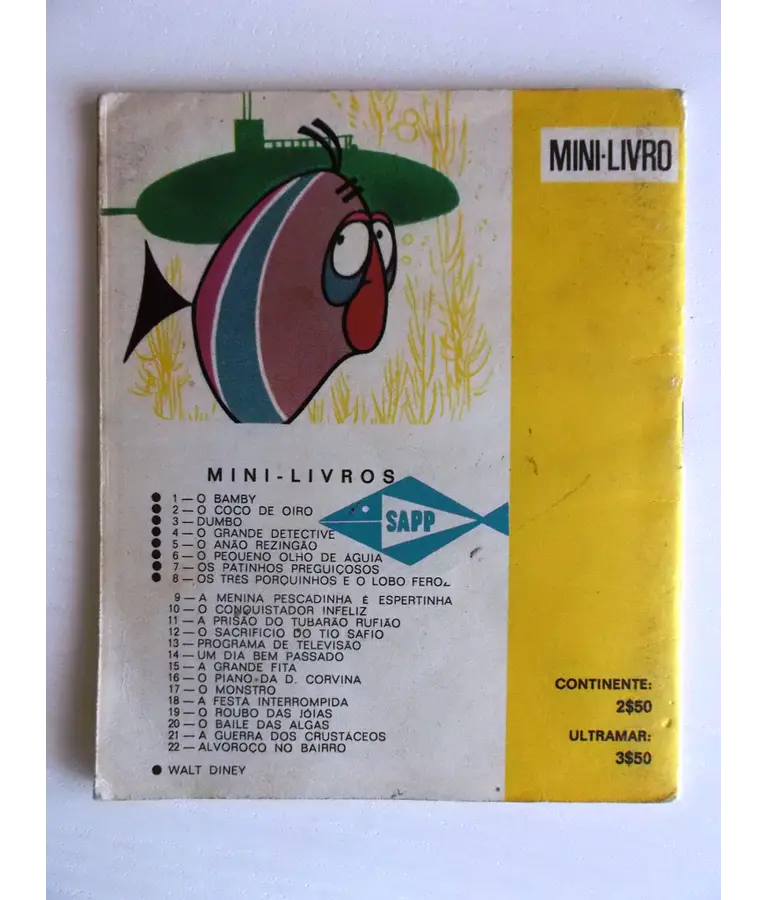 MINI-LIVRO
MINI-LIVROS
● 1 — O BAMBY
● 2 — O COCO DE OIRO
● 3 — DUMBO
● 4 — O GRANDE DETECTIVE
● 5 — O ANÃO REZINGÃO
● 6 — O PEQUENO OLHO DE AGUIA
● 7 — OS PATINHOS PREGUIÇOSOS
● 8 — OS TRES PORQUINHOS E O LOBO FEROZ
SAPP
9 — A MENINA PESCADINHA É ESPERTINHA
10 — O CONQUISTADOR INFELIZ
11 — A PRISÃO DO TUBARÃO RUFIÃO
12 — O SACRIFICIO DO TIO SAFIO
13 — PROGRAMA DE TELEVISÃO
14 — UM DIA BEM PASSADO
15 — A GRANDE FITA
16 — O PIANO DA D. CORVINA
17 — O MONSTRO
18 — A FESTA INTERROMPIDA
19 — O ROUBO DAS JÓIAS
20 — O BAILE DAS ALGAS
21 — A GUERRA DOS CRUSTÁCEOS
22 — ALVOROÇO NO BAIRRO
● WALT DINEY
CONTINENTE:
2$50
ULTRAMAR:
3$50